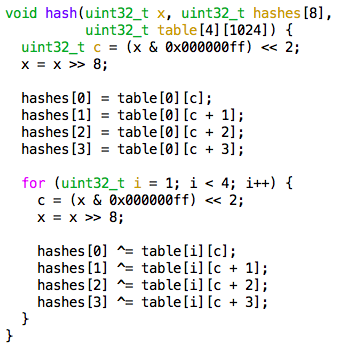 void hash(uint32_t x, uint32_t hashes[8],
          uint32_t table[4][1024]) {
  uint32_t c = (x & 0x000000ff) << 2;
  x = x >> 8;

  hashes[0] = table[0][c];
  hashes[1] = table[0][c + 1];
  hashes[2] = table[0][c + 2];
  hashes[3] = table[0][c + 3];

  for (uint32_t i = 1; i < 4; i++) {
    c = (x & 0x000000ff) << 2;
    x = x >> 8;

    hashes[0] ^= table[i][c];
    hashes[1] ^= table[i][c + 1];
    hashes[2] ^= table[i][c + 2];
    hashes[3] ^= table[i][c + 3];
  }
}